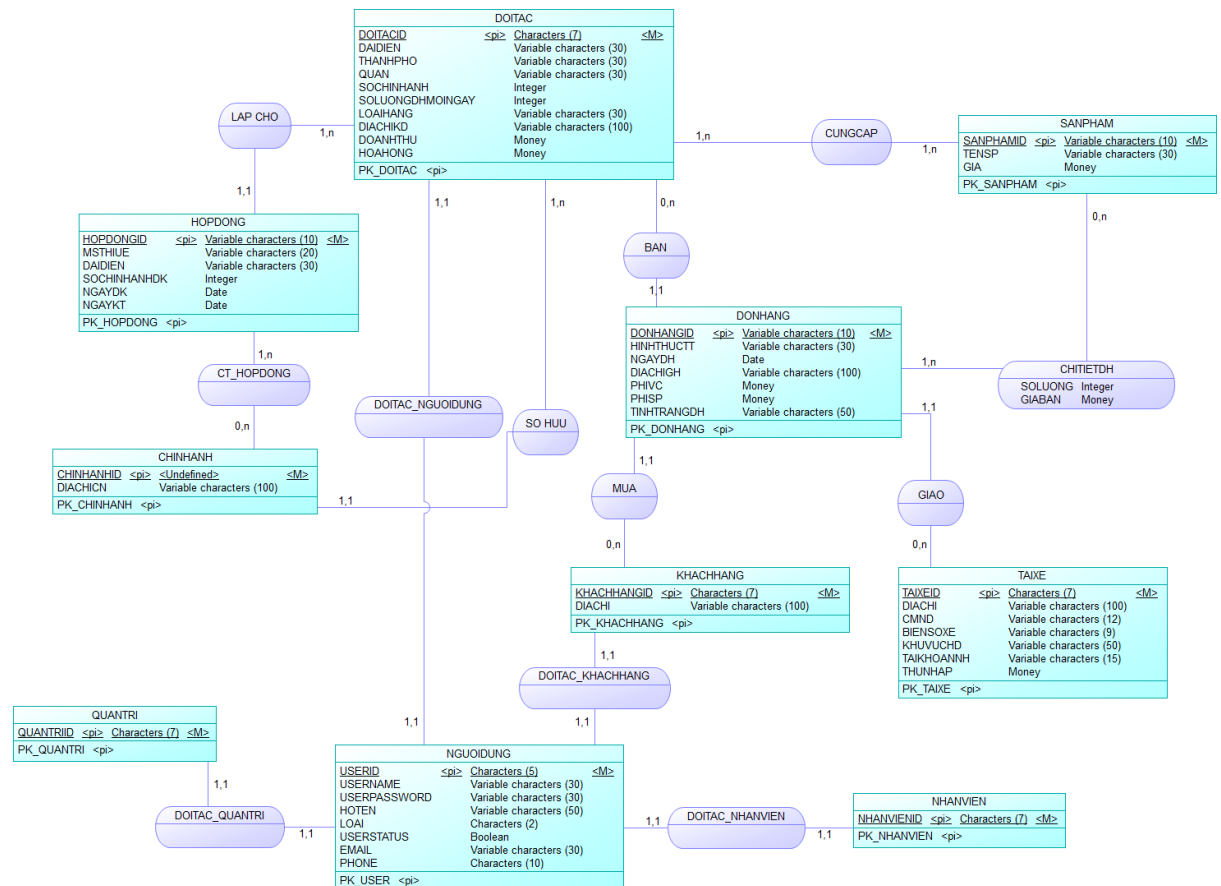 DOITAC
DOITACID <pi> Characters (7) <M>
DAIDIEN Variable characters (30)
THANHPHO Variable characters (30)
QUAN Variable characters (30)
SOCHINHANH Integer
SOLUONGDHMOINGAY Integer
LOAIHANG Variable characters (30)
DIACHIKD Variable characters (100)
DOANHTHU Money
HOAHONG Money
PK_DOITAC <pi>
LAP CHO
1,n
1,1
1,n
CUNGCAP
1,n
SANPHAM
SANPHAMID <pi> Variable characters (10) <M>
TENSP Variable characters (30)
GIA Money
PK_SANPHAM <pi>
1,1
1,n
0,n
0,n
HOPDONG
HOPDONGID <pi> Variable characters (10) <M>
MSTHIUE Variable characters (20)
DAIDIEN Variable characters (30)
SOCHINHANHDK Integer
NGAYDK Date
NGAYKT Date
PK_HOPDONG <pi>
BAN
1,1
DONHANG
DONHANGID <pi> Variable characters (10) <M>
HINHTHUCTT Variable characters (30)
NGAYDH Date
DIACHIGH Variable characters (100)
PHIVC Money
PHISP Money
TINHTRANGDH Variable characters (50)
PK_DONHANG <pi>
1,n
CHITIETDH
SOLUONG Integer
GIABAN Money
1,n
CT_HOPDONG
0,n
DOITAC_NGUOIDUNG
SO HUU
1,1
1,1
CHINHANH
CHINHANHID <pi> <Undefined> <M>
DIACHICN Variable characters (100)
PK_CHINHANH <pi>
1,1
MUA
GIAO
0,n
0,n
KHACHHANG
KHACHHANGID <pi> Characters (7) <M>
DIACHI Variable characters (100)
PK_KHACHHANG <pi>
TAIXE
TAIXEID <pi> Characters (7) <M>
DIACHI Variable characters (100)
CMND Variable characters (12)
BIENSOXE Variable characters (9)
KHUVUCHD Variable characters (50)
TAIKHOANNH Variable characters (15)
THUNHAP Money
PK_TAIXE <pi>
1,1
DOITAC_KHACHHANG
1,1
1,1
QUANTRI
QUANTRIID <pi> Characters (7) <M>
PK_QUANTRI <pi>
1,1
DOITAC_QUANTRI
1,1
NGUOIDUNG
USERID <pi> Characters (5) <M>
USERNAME Variable characters (30)
USERPASSWORD Variable characters (30)
HOTEN Variable characters (50)
LOAI Characters (2)
USERSTATUS Boolean
EMAIL Variable characters (30)
PHONE Characters (10)
PK_USER <pi>
1,1
DOITAC_NHANVIEN
1,1
NHANVIEN
NHANVIENID <pi> Characters (7) <M>
PK_NHANVIEN <pi>